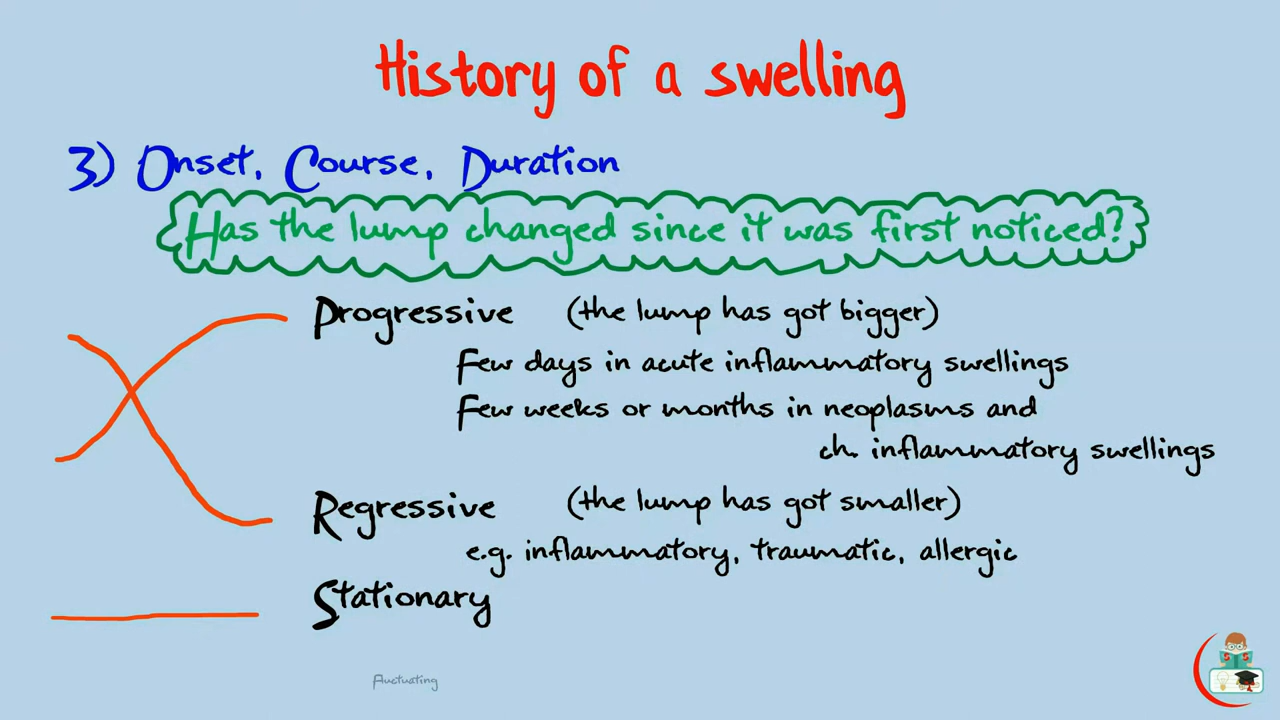 History of a swelling
3) Onset, Course, Duration
Has the lump changed since it was first noticed?
Progressive (the lump has got bigger)
Few days in acute inflammatory swellings
Few weeks or months in neoplasms and
ch. inflammatory swellings
Regressive (the lump has got smaller)
e.g. inflammatory, traumatic, allergic
Stationary